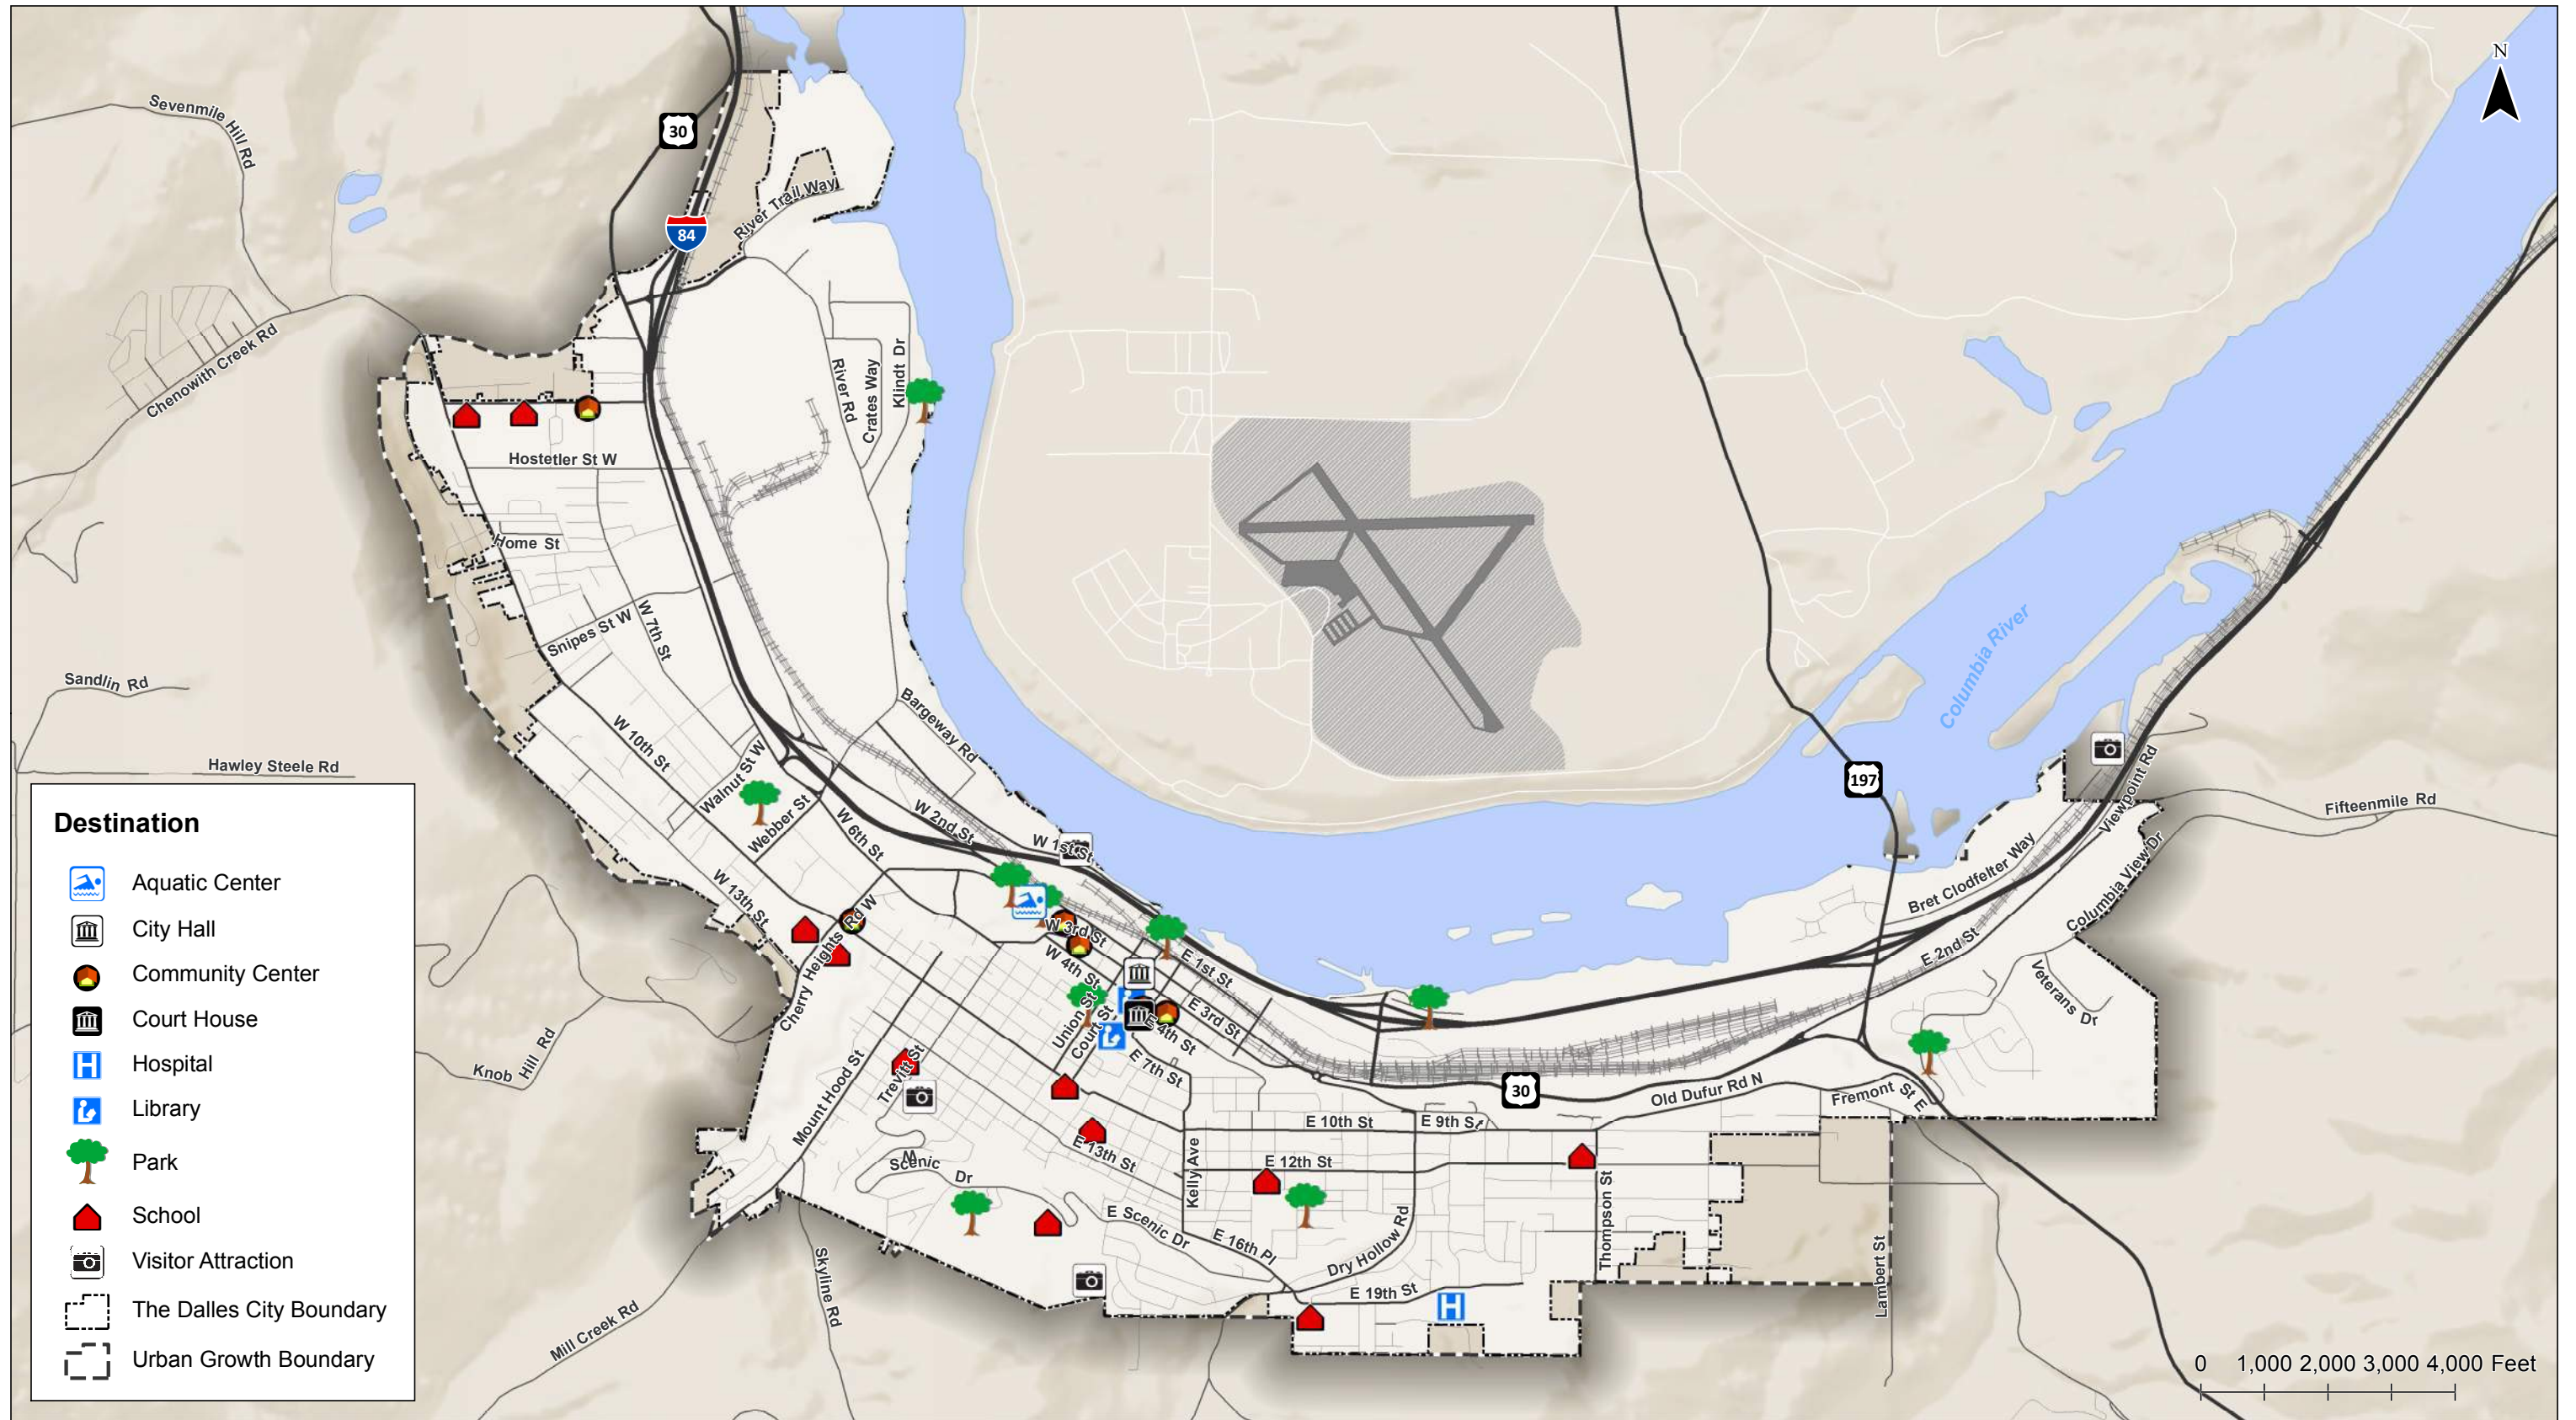 N
Sevenmile Hill Rd
30
84
River Trail Way
Chenowith Creek Rd
River Rd
Crates Way
Klindt Dr
Hostetler St W
Home St
Snipes St W
W 7th St
Sandlin Rd
Columbia River
Bargeway Rd
W 10th St
Walnut St W
Webber St
Hawley Steele Rd
197
Viewpoint Rd
Fifteenmile Rd
W 6th St
W 2nd St
W 1st St
Bret Clodfelter Way
Columbia View Dr
W 13th St
Cherry Heights Rd W
W 3rd St
W 4th St
E 1st St
E 2nd St
Veterans Dr
Union St
Court St
E 3rd St
E 4th St
E 7th St
Knob Hill Rd
Trevitt St
Mount Hood St
30
Old Dufur Rd N
Fremont St E
E 10th St
E 9th St
E 13th St
E 12th St
W Scenic Dr
Kelly Ave
E Scenic Dr
E 16th Pl
Dry Hollow Rd
Thompson St
E 19th St
H
Lambert St
Skyline Rd
Mill Creek Rd
Destination
Aquatic Center
City Hall
Community Center
Court House
H Hospital
Library
Park
School
Visitor Attraction
The Dalles City Boundary
Urban Growth Boundary
0 1,000 2,000 3,000 4,000 Feet